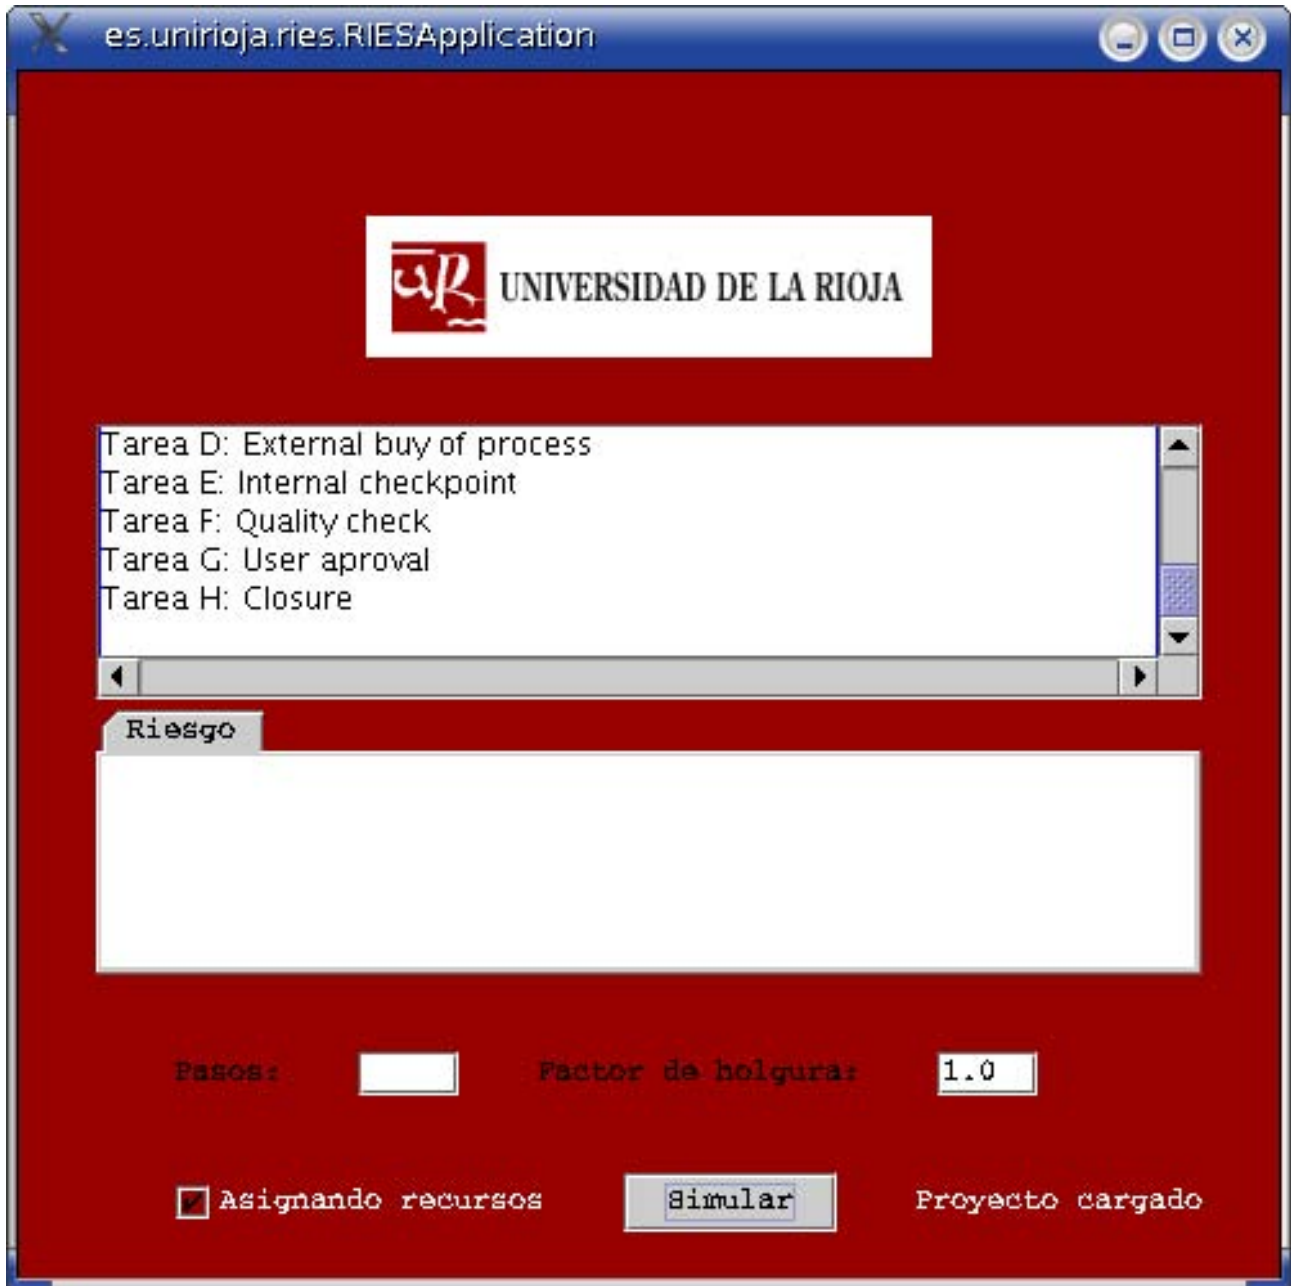 es.unirioja.ries.RIESApplication
uR UNIVERSIDAD DE LA RIOJA
Tarea D: External buy of process
Tarea E: Internal checkpoint
Tarea F: Quality check
Tarea G: User aproval
Tarea H: Closure
Riesgo
Pasos: Factor de holgura: 1.0
Asignando recursos Simular Proyecto cargado